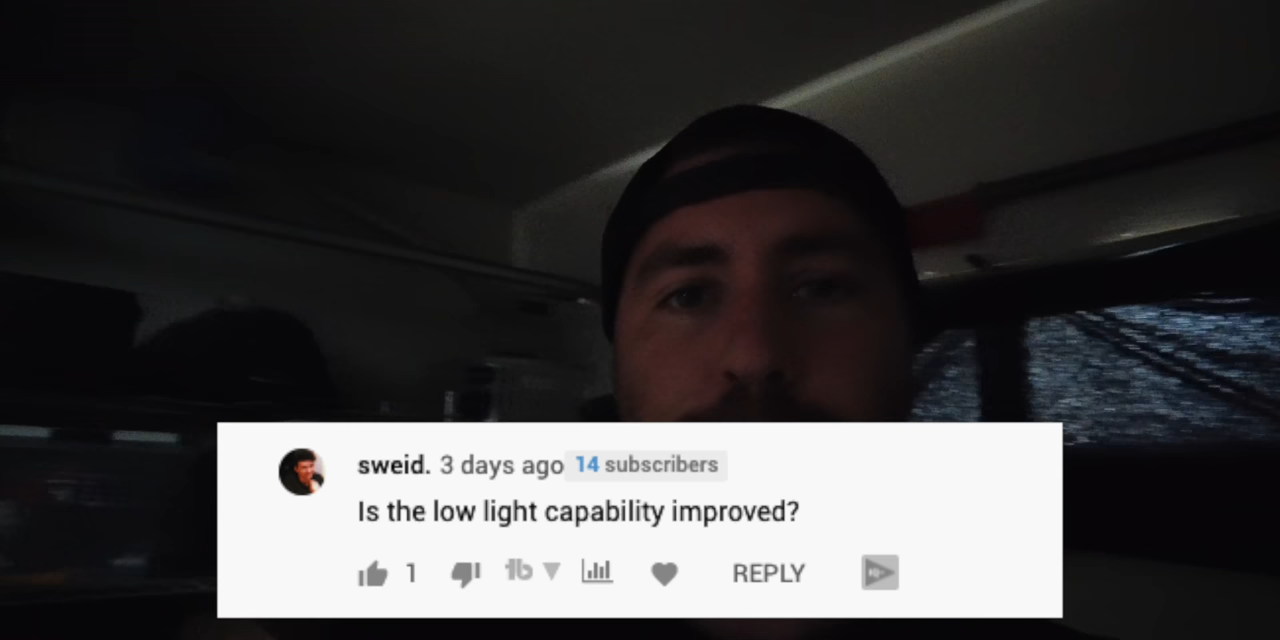 sweid. 3 days ago 14 subscribers
Is the low light capability improved?
1 REPLY